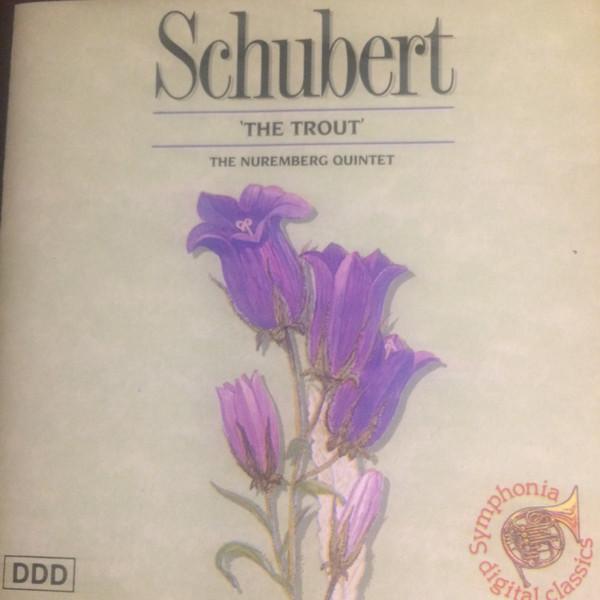 Schubert
'THE TROUT'
THE NUREMBERG QUINTET
Symphonia
digital classics
DDD